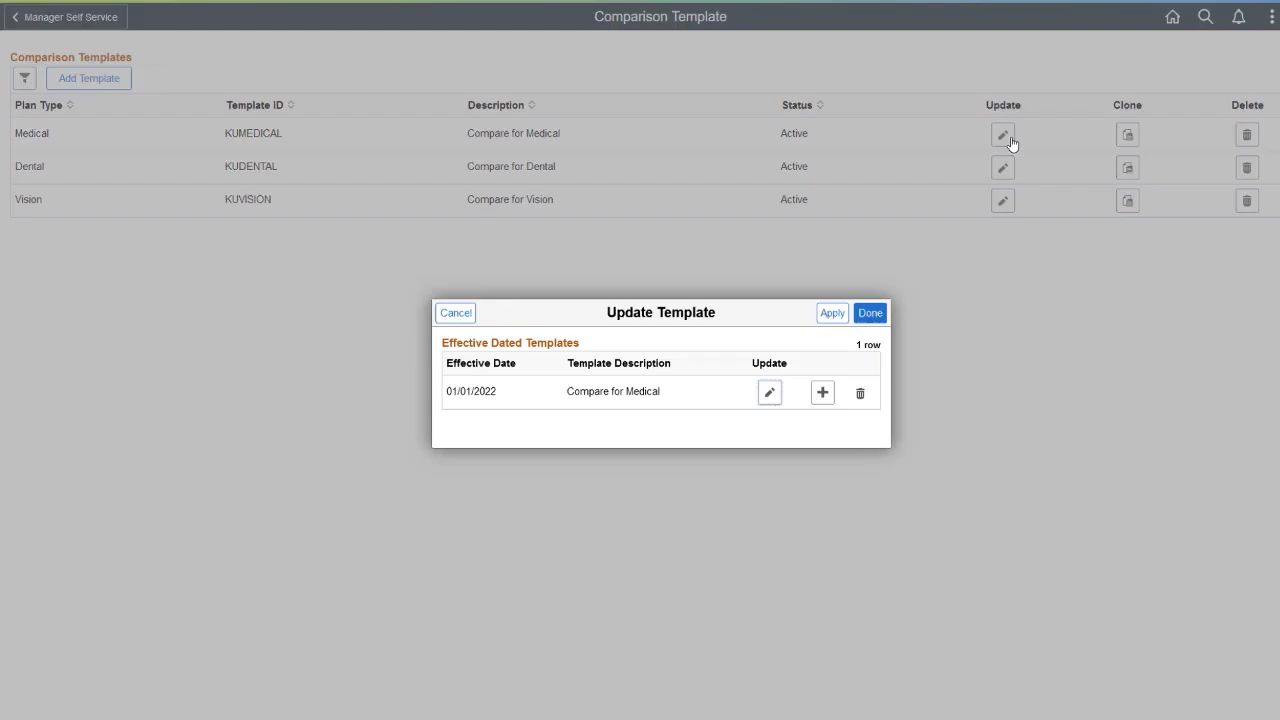 Manager Self Service
Comparison Template
Comparison Templates
Add Template
Plan Type Template ID Description Status Update Clone Delete
Medical KUMEDICAL Compare for Medical Active
Dental KUDENTAL Compare for Dental Active
Vision KUVISION Compare for Vision Active
Cancel Update Template Apply Done
Effective Dated Templates 1 row
Effective Date Template Description Update
01/01/2022 Compare for Medical